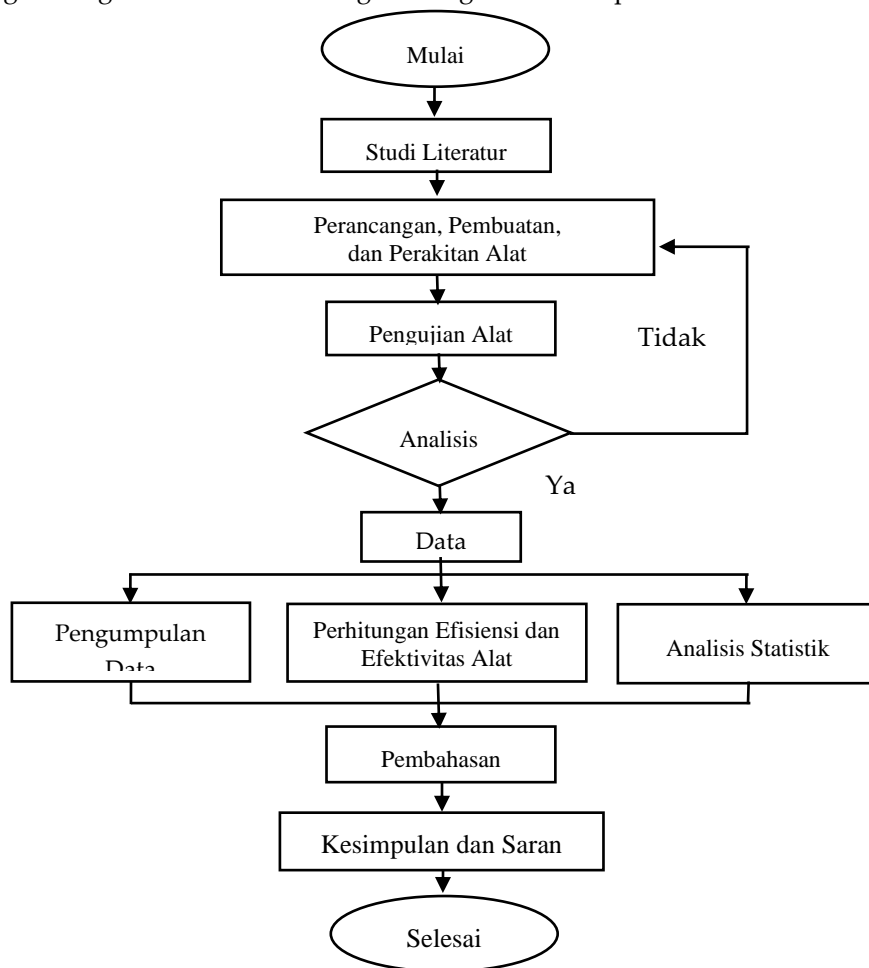 Mulai
Studi Literatur
Perancangan, Pembuatan,
dan Perakitan Alat
Pengujian Alat
Tidak
Analisis
Ya
Data
Pengumpulan
Data
Perhitungan Efisiensi dan
Efektivitas Alat
Analisis Statistik
Pembahasan
Kesimpulan dan Saran
Selesai